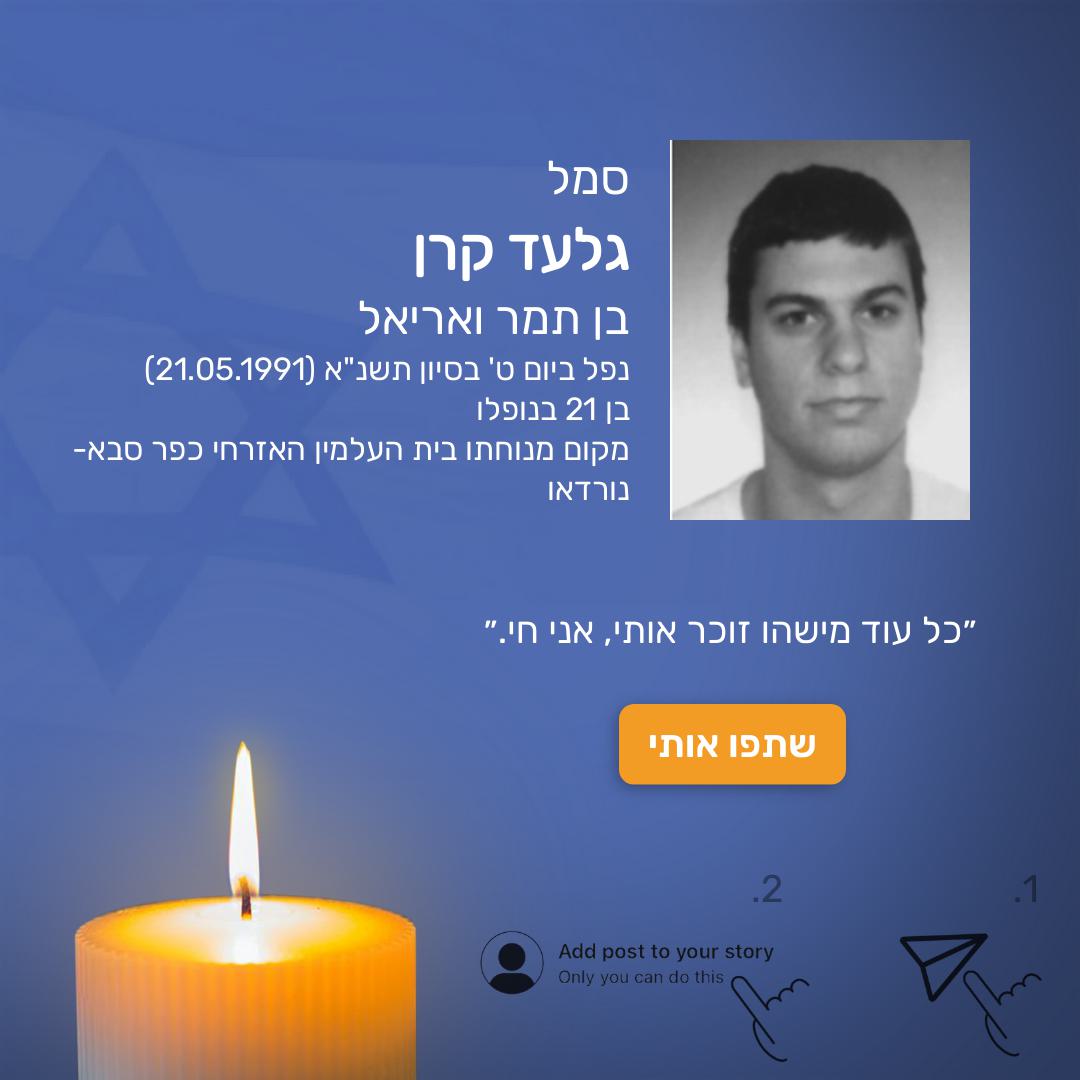 סמל
גלעד קרן
בן תמר ואריאל
נפל ביום ט' בסיון תשנ"א (21.05.1991)
בן 21 בנופלו
מקום מנוחתו בית העלמין האזרחי כפר סבא-
נורדאו
״כל עוד מישהו זוכר אותי, אני חי.״
שתפו אותי
1.
2.
Add post to your story
Only you can do this